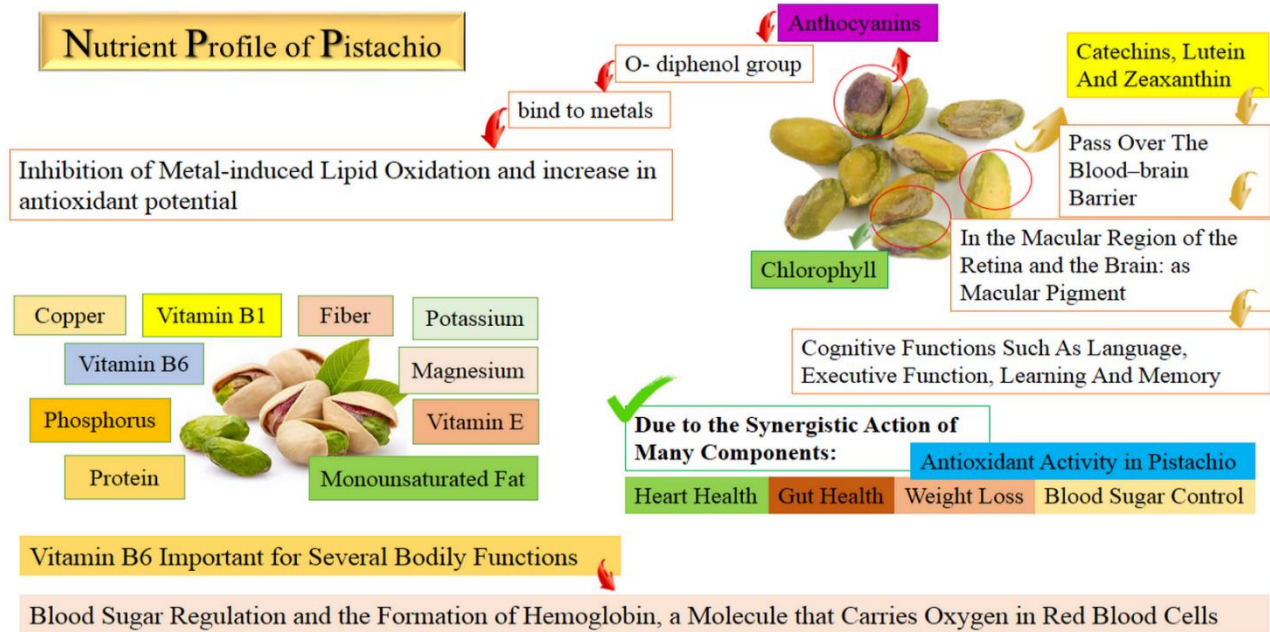 Nutrient Profile of Pistachio
Anthocyanins
O- diphenol group
bind to metals
Inhibition of Metal-induced Lipid Oxidation and increase in
antioxidant potential
Catechins, Lutein
And Zeaxanthin
Pass Over The
Blood–brain
Barrier
In the Macular Region of the
Retina and the Brain: as
Macular Pigment
Cognitive Functions Such As Language,
Executive Function, Learning And Memory
Chlorophyll
Copper
Vitamin B1
Fiber
Potassium
Vitamin B6
Magnesium
Phosphorus
Vitamin E
Protein
Monounsaturated Fat
Due to the Synergistic Action of
Many Components:
Antioxidant Activity in Pistachio
Heart Health
Gut Health
Weight Loss
Blood Sugar Control
Vitamin B6 Important for Several Bodily Functions
Blood Sugar Regulation and the Formation of Hemoglobin, a Molecule that Carries Oxygen in Red Blood Cells